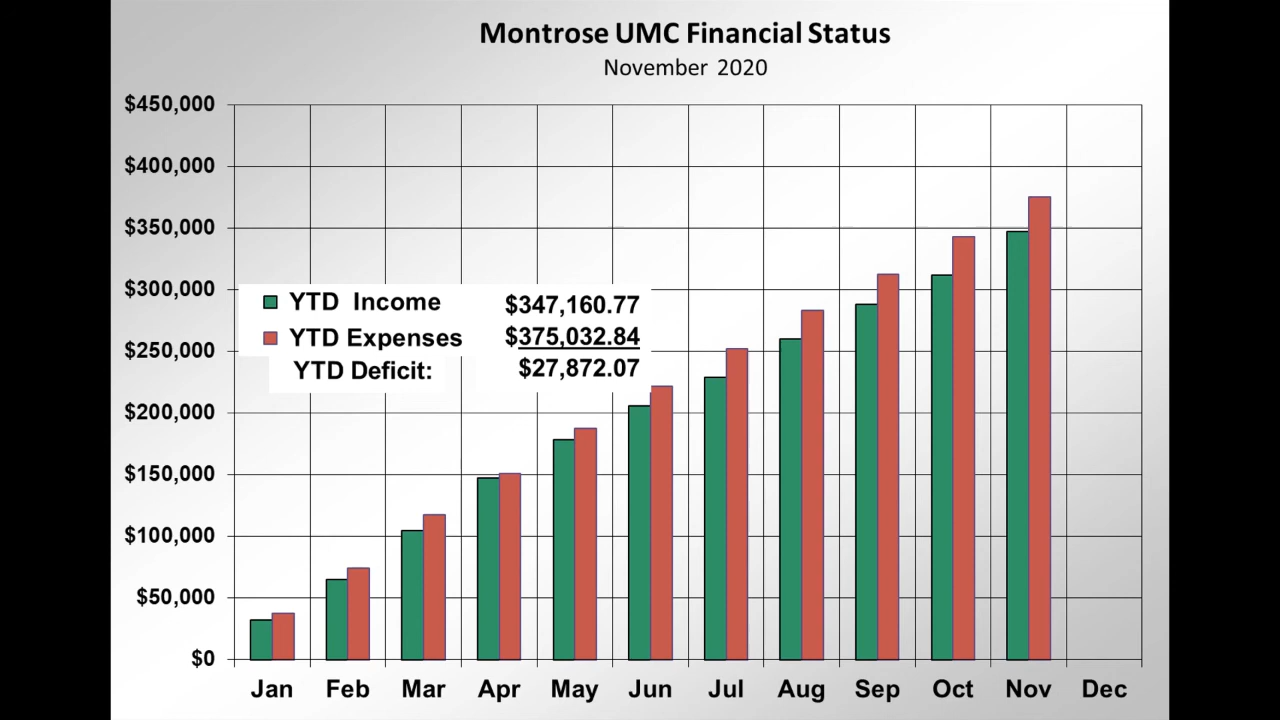 Montrose UMC Financial Status
November 2020
$450,000
$400,000
$350,000
$300,000
YTD Income $347,160.77
YTD Expenses $375,032.84
$250,000
YTD Deficit: $27,872.07
$200,000
$150,000
$100,000
$50,000
$0
Jan Feb Mar Apr May Jun Jul Aug Sep Oct Nov Dec